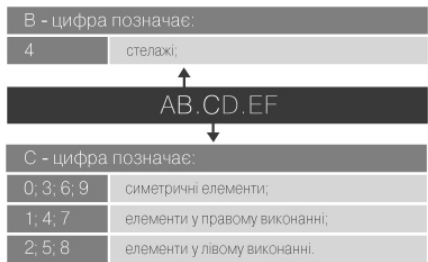 В - цифра позначає:
4 стелажі;
AB.CD.EF
С - цифра позначає:
0; 3; 6; 9 симетричні елементи;
1; 4; 7 елементи у правому виконанні;
2; 5; 8 елементи у лівому виконанні.